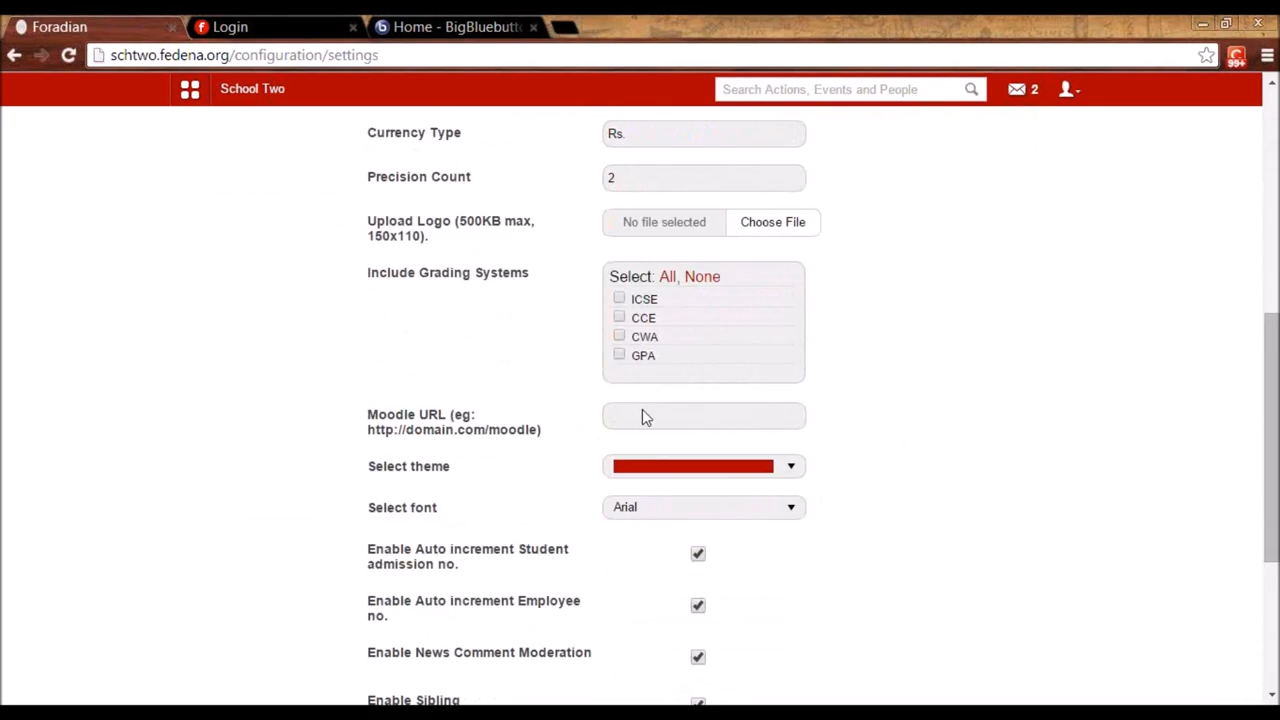 Foradian
Login
Home - BigBluebutto
schtwo.fedena.org/configuration/settings
99+
School Two
Search Actions, Events and People
2
Currency Type
Rs.
Precision Count
2
Upload Logo (500KB max,
150x110).
No file selected
Choose File
Include Grading Systems
Select: All, None
ICSE
CCE
CWA
GPA
Moodle URL (eg:
http://domain.com/moodle)
Select theme
Select font
Arial
Enable Auto increment Student
admission no.
Enable Auto increment Employee
no.
Enable News Comment Moderation
Enable Sibling